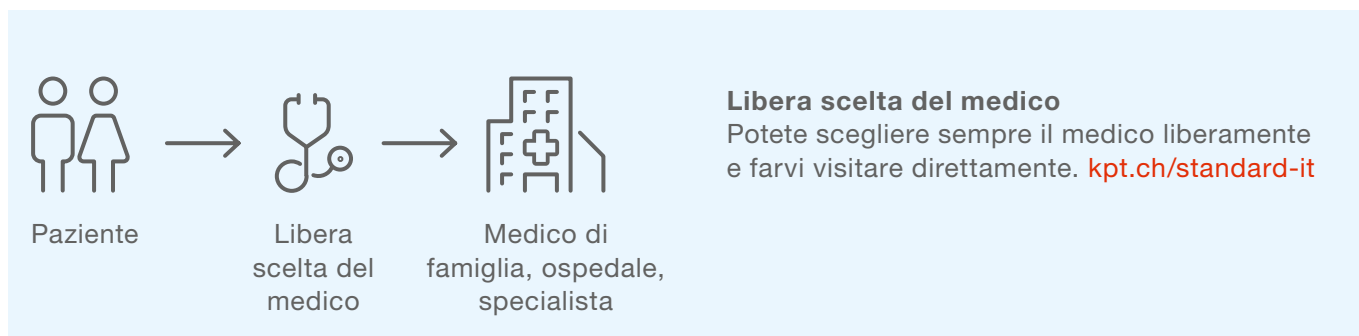 Libera scelta del medico
Potete scegliere sempre il medico liberamente
e farvi visitare direttamente. kpt.ch/standard-it
Paziente
Libera
scelta del
medico
Medico di
famiglia, ospedale,
specialista